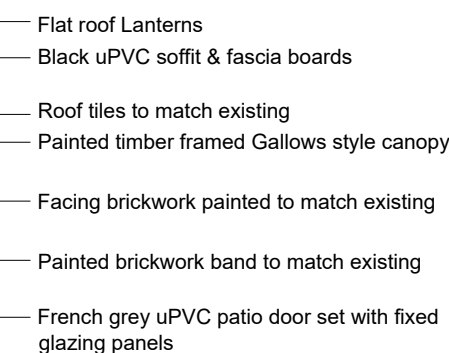 Flat roof Lanterns
Black uPVC soffit & fascia boards
Roof tiles to match existing
Painted timber framed Gallows style canopy
Facing brickwork painted to match existing
Painted brickwork band to match existing
French grey uPVC patio door set with fixed
glazing panels